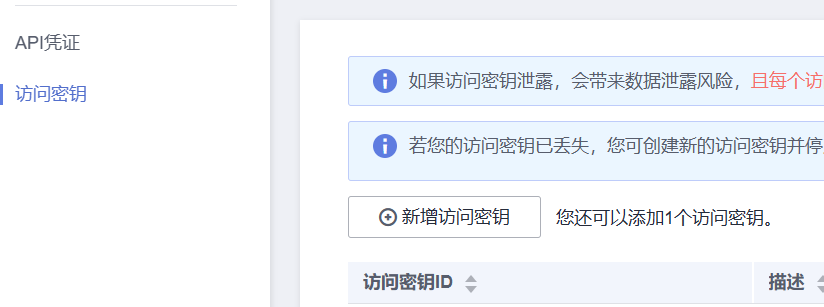 API凭证
访问密钥
如果访问密钥泄露，会带来数据泄露风险，且每个访
若您的访问密钥已丢失，您可创建新的访问密钥并停
新增访问密钥 您还可以添加1个访问密钥。
访问密钥ID 描述